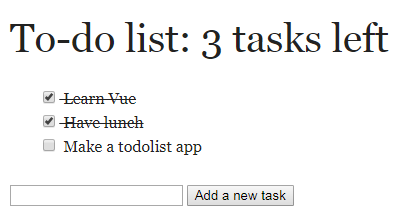 To-do list: 3 tasks left
Learn Vue
Have lunch
Make a todolist app
Add a new task